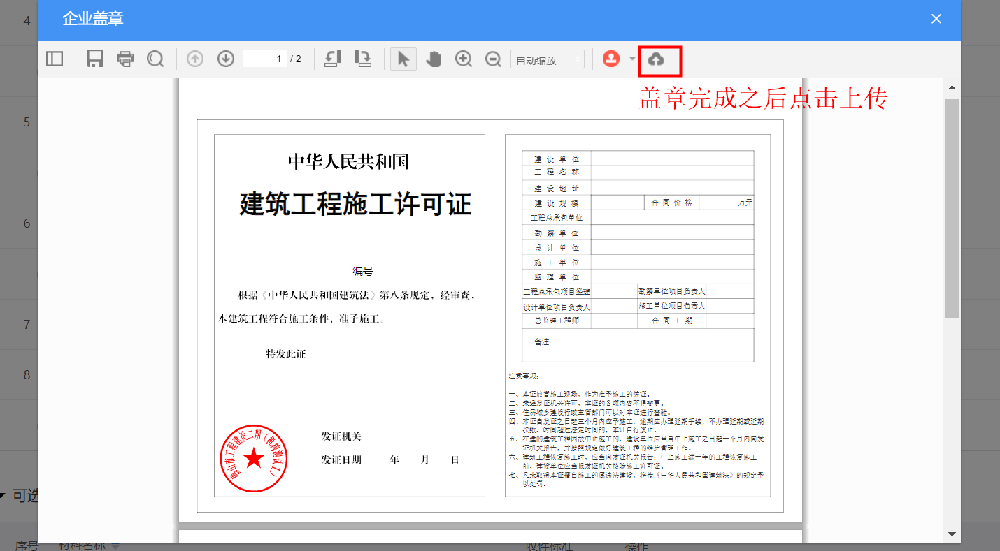 企业盖章
4
1 / 2
自动缩放
盖章完成之后点击上传
5
6
7
8
中华人民共和国
建筑工程施工许可证
编号
根据《中华人民共和国建筑法》第八条规定，经审查，
本建筑工程符合施工条件，准予施工。
特发此证
发证机关
发证日期 年 月 日
佛山市工程建设二期（机构测试1）
建设单位
工程名称
建设地址
建设规模 合同价格 万元
工程总承包单位
勘察单位
设计单位
施工单位
监理单位
工程总承包项目经理 勘察单位项目负责人
设计单位项目负责人 施工单位项目负责人
总监理工程师 合同工期
备注
注意事项：
一、本证放置施工现场，作为准予施工的凭证。
二、未经发证机关许可，本证的各项内容不得变更。
三、住房城乡建设行政主管部门可以对本证进行查验。
四、本证自发证之日起三个月内应予施工，逾期应办理延期手续，不办理延期或延期
次数、时间超过法定时间的，本证自行废止。
五、在建的建筑工程因故中止施工的，建设单位应当自中止施工之日起一个月内向发
证机关报告，并按照规定做好建筑工程的维护管理工作。
六、建筑工程恢复施工时，应当向发证机关报告；中止施工满一年的工程恢复施工
前，建设单位应当报发证机关核验施工许可证。
七、凡未取得本证擅自施工的属违法建设，将按《中华人民共和国建筑法》的规定予
以处罚。
可选
序号 材料名称 收件标准 操作